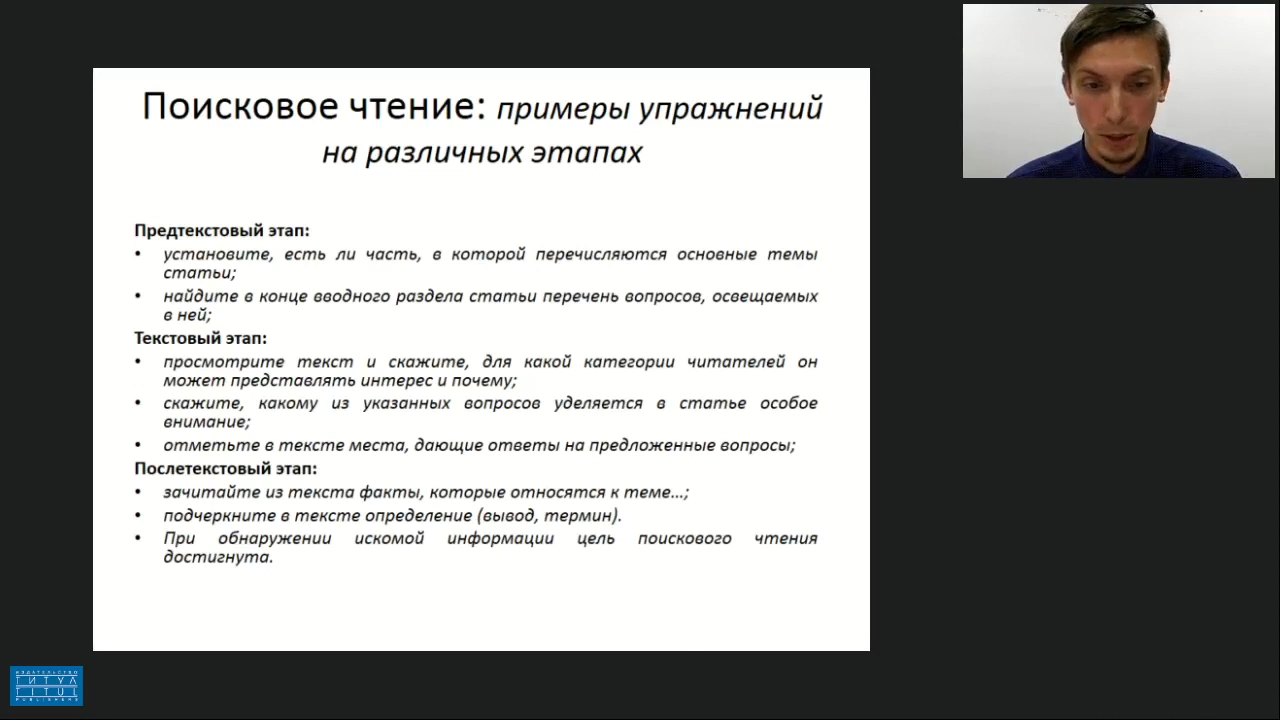 Поисковое чтение: примеры упражнений
на различных этапах
Предтекстовый этап:
• установите, есть ли часть, в которой перечисляются основные темы
статьи;
• найдите в конце вводного раздела статьи перечень вопросов, освещаемых
в ней;
Текстовый этап:
• просмотрите текст и скажите, для какой категории читателей он
может представлять интерес и почему;
• скажите, какому из указанных вопросов уделяется в статье особое
внимание;
• отметьте в тексте места, дающие ответы на предложенные вопросы;
Послетекстовый этап:
• зачитайте из текста факты, которые относятся к теме...;
• подчеркните в тексте определение (вывод, термин).
• При обнаружении искомой информации цель поискового чтения
достигнута.
ИЗДАТЕЛЬСТВО
ТИТУЛ
TITUL
PUBLISHERS